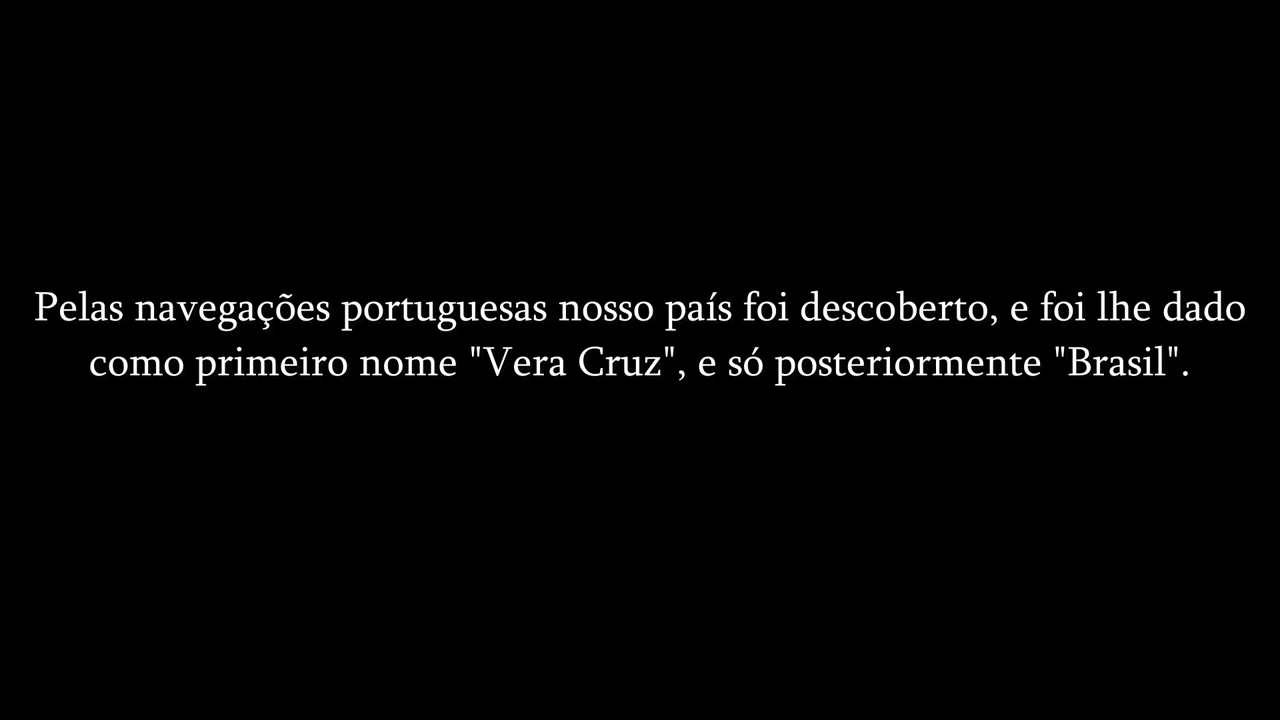 Pelas navegações portuguesas nosso país foi descoberto, e foi lhe dado
como primeiro nome "Vera Cruz", e só posteriormente "Brasil".